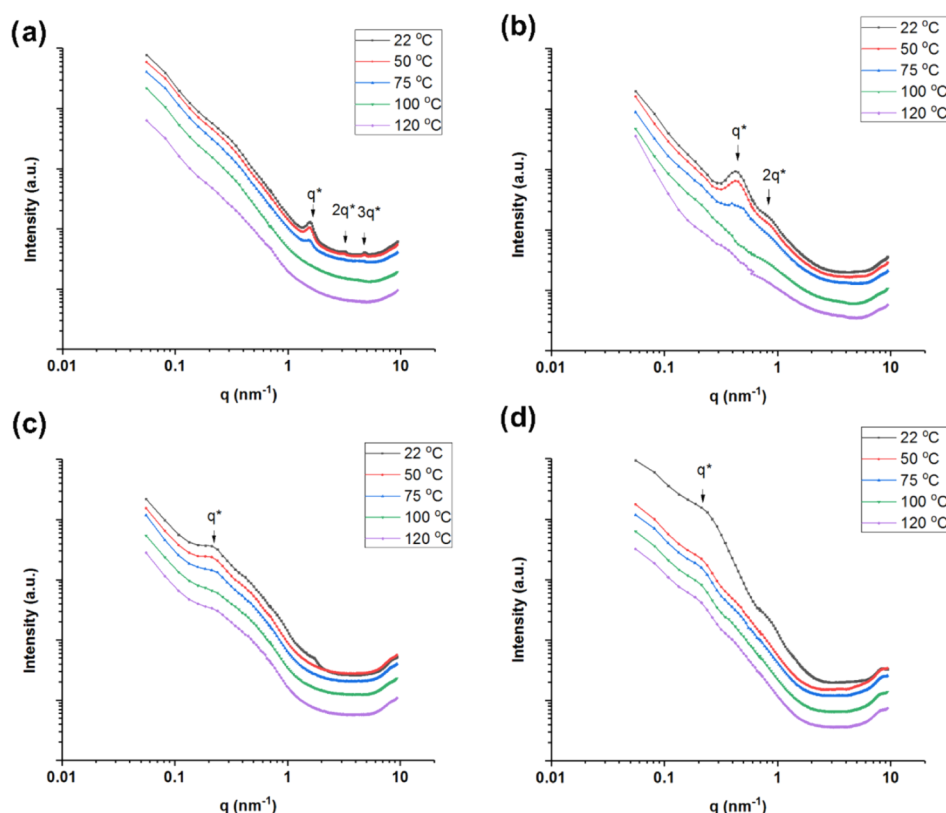 (a)
22 °C
50 °C
75 °C
100 °C
120 °C
q*
2q* 3q*
Intensity (a.u.)
0.01 0.1 1 10
q (nm⁻¹)
(b)
22 °C
50 °C
75 °C
100 °C
120 °C
q*
2q*
Intensity (a.u.)
0.01 0.1 1 10
q (nm⁻¹)
(c)
22 °C
50 °C
75 °C
100 °C
120 °C
q*
Intensity (a.u.)
0.01 0.1 1 10
q (nm⁻¹)
(d)
22 °C
50 °C
75 °C
100 °C
120 °C
q*
Intensity (a.u.)
0.01 0.1 1 10
q (nm⁻¹)